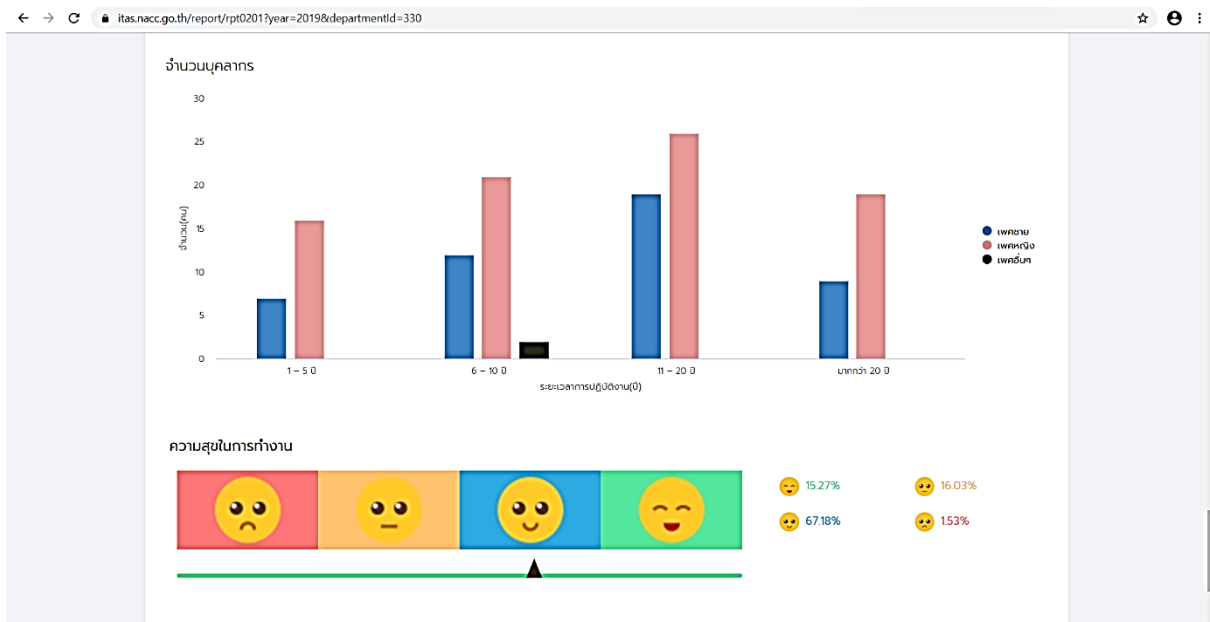 itas.nacc.go.th/report/rpt0201?year=2019&departmentId=330
จำนวนบุคลากร
30
25
20
15
10
5
0
จำนวน(คน)
1 – 5 ปี
6 – 10 ปี
11 – 20 ปี
มากกว่า 20 ปี
ระยะเวลาการปฏิบัติงาน(ปี)
เพศชาย
เพศหญิง
เพศอื่นๆ
ความสุขในการทำงาน
15.27%
16.03%
67.18%
1.53%